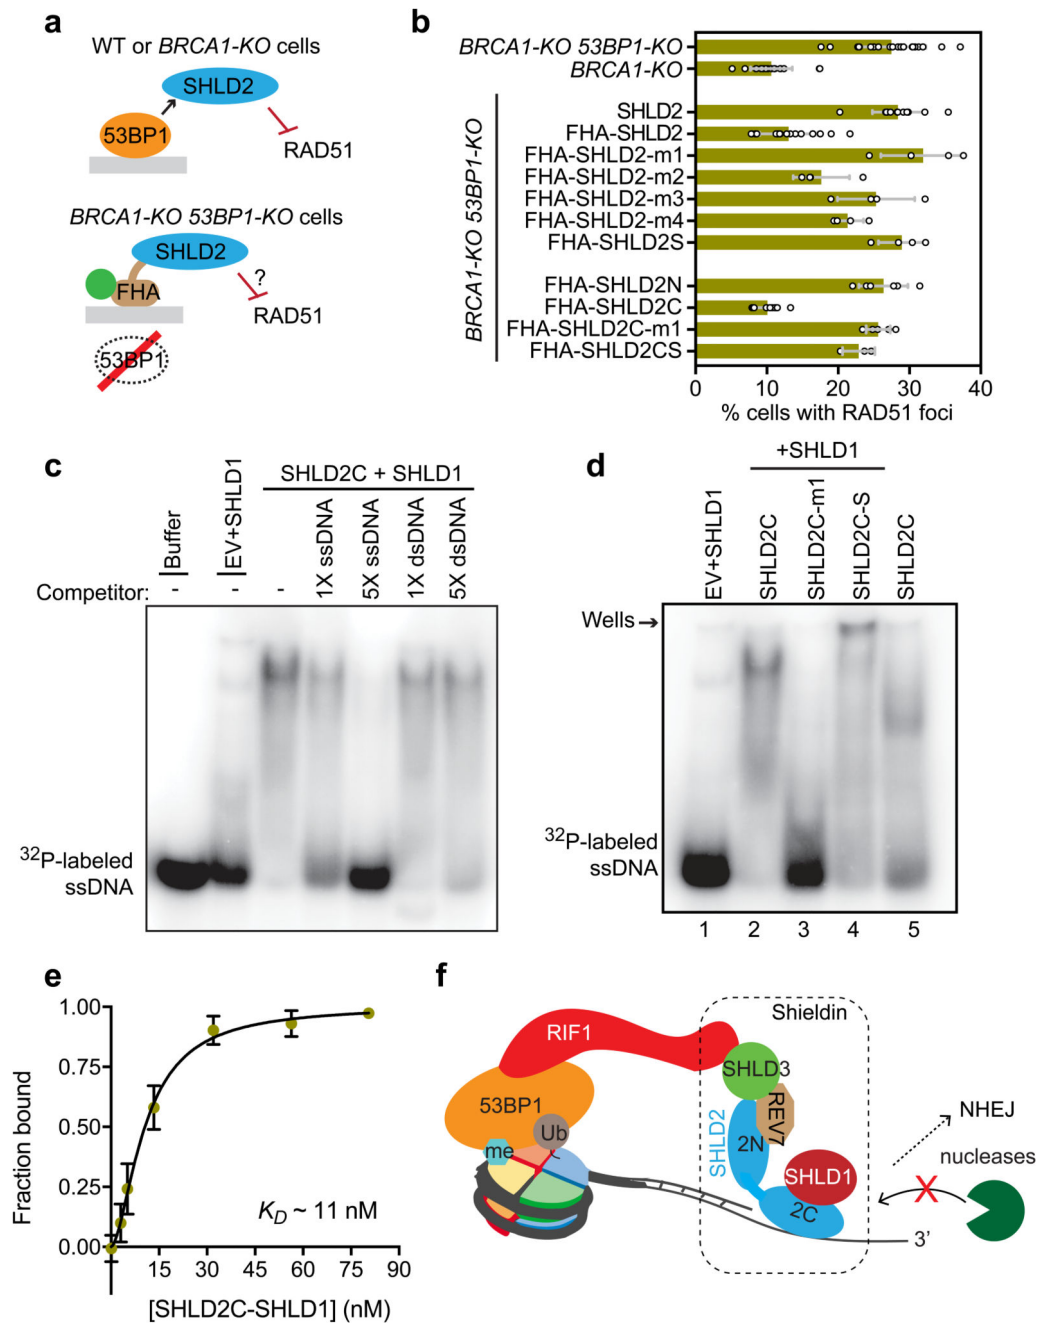 a
WT or BRCA1-KO cells
SHLD2
53BP1
RAD51
BRCA1-KO 53BP1-KO cells
SHLD2
FHA
?
RAD51
53BP1
b
BRCA1-KO 53BP1-KO
BRCA1-KO
BRCA1-KO 53BP1-KO
SHLD2
FHA-SHLD2
FHA-SHLD2-m1
FHA-SHLD2-m2
FHA-SHLD2-m3
FHA-SHLD2-m4
FHA-SHLD2S
FHA-SHLD2N
FHA-SHLD2C
FHA-SHLD2C-m1
FHA-SHLD2CS
0 10 20 30 40
% cells with RAD51 foci
c
SHLD2C + SHLD1
Buffer
EV+SHLD1
1X ssDNA
5X ssDNA
1X dsDNA
5X dsDNA
Competitor: - - -
32P-labeled
ssDNA
d
+SHLD1
EV+SHLD1
SHLD2C
SHLD2C-m1
SHLD2C-S
SHLD2C
Wells→
32P-labeled
ssDNA
1 2 3 4 5
e
Fraction bound
1.00
0.75
0.50
0.25
0.00
KD ~ 11 nM
15 30 45 60 75 90
[SHLD2C-SHLD1] (nM)
f
Shieldin
RIF1
SHLD3
53BP1
REV7
SHLD2
2N
Ub
me
SHLD1
2C
NHEJ
nucleases
X
3'